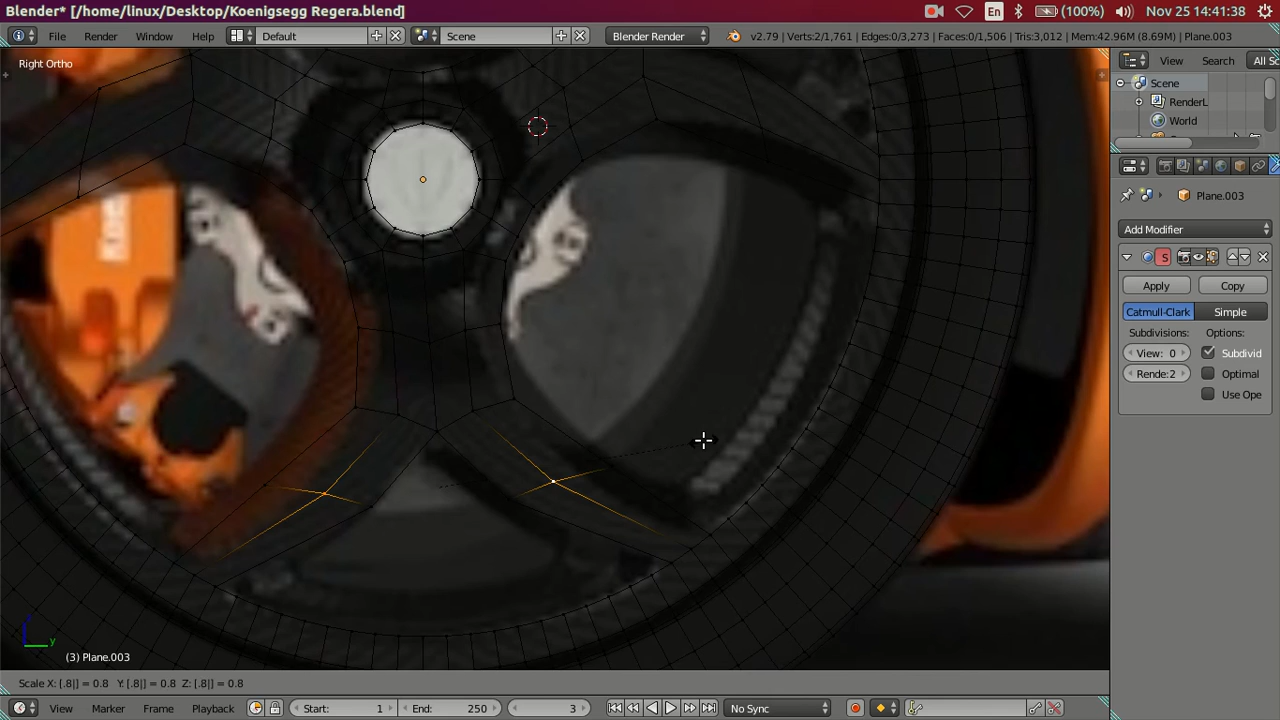 Blender* [/home/linux/Desktop/Koenigsegg Regera.blend]
En
(100%)
Nov 25 14:41:38
File
Render
Window
Help
Default
Scene
Blender Render
v2.79 | Verts:2/1,761 | Edges:0/3,273 | Faces:0/1,506 | Tris:3,012 | Mem:42.96M (8.69M) | Plane.003
Right Ortho
View
Search
All Sc
Scene
RenderL
World
Plane.003
Add Modifier
S
Apply
Copy
Catmull-Clark
Simple
Subdivisions:
Options:
View: 0
Subdivid
Rende:2
Optimal
Use Ope
y
(3) Plane.003
Scale X: [.8|] = 0.8 Y: [.8|] = 0.8 Z: [.8|] = 0.8
View
Marker
Frame
Playback
Start: 1
End: 250
3
No Sync